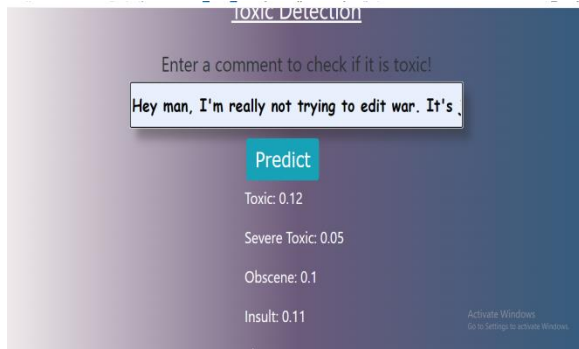 Toxic Detection
Enter a comment to check if it is toxic!
Hey man, I'm really not trying to edit war. It's
Predict
Toxic: 0.12
Severe Toxic: 0.05
Obscene: 0.1
Insult: 0.11
Activate Windows
Go to Settings to activate Windows.